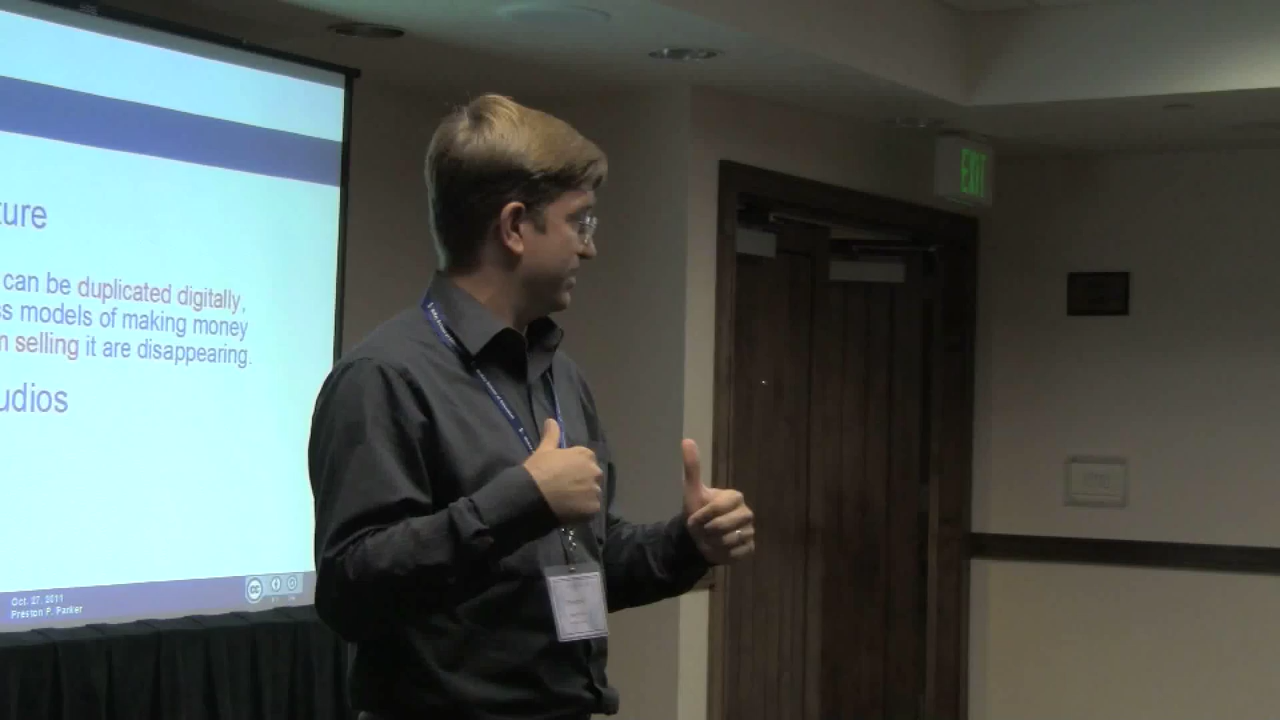 ture
can be duplicated digitally,
ss models of making money
m selling it are disappearing.
udios
Oct. 27, 2011
Preston P. Parker
cc
EXIT